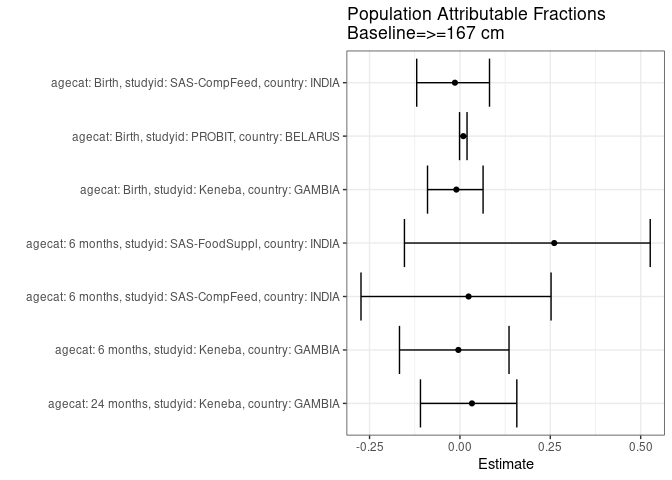 Population Attributable Fractions
Baseline=>=167 cm
agecat: Birth, studyid: SAS-CompFeed, country: INDIA
agecat: Birth, studyid: PROBIT, country: BELARUS
agecat: Birth, studyid: Keneba, country: GAMBIA
agecat: 6 months, studyid: SAS-FoodSuppl, country: INDIA
agecat: 6 months, studyid: SAS-CompFeed, country: INDIA
agecat: 6 months, studyid: Keneba, country: GAMBIA
agecat: 24 months, studyid: Keneba, country: GAMBIA
-0.25 0.00 0.25 0.50
Estimate